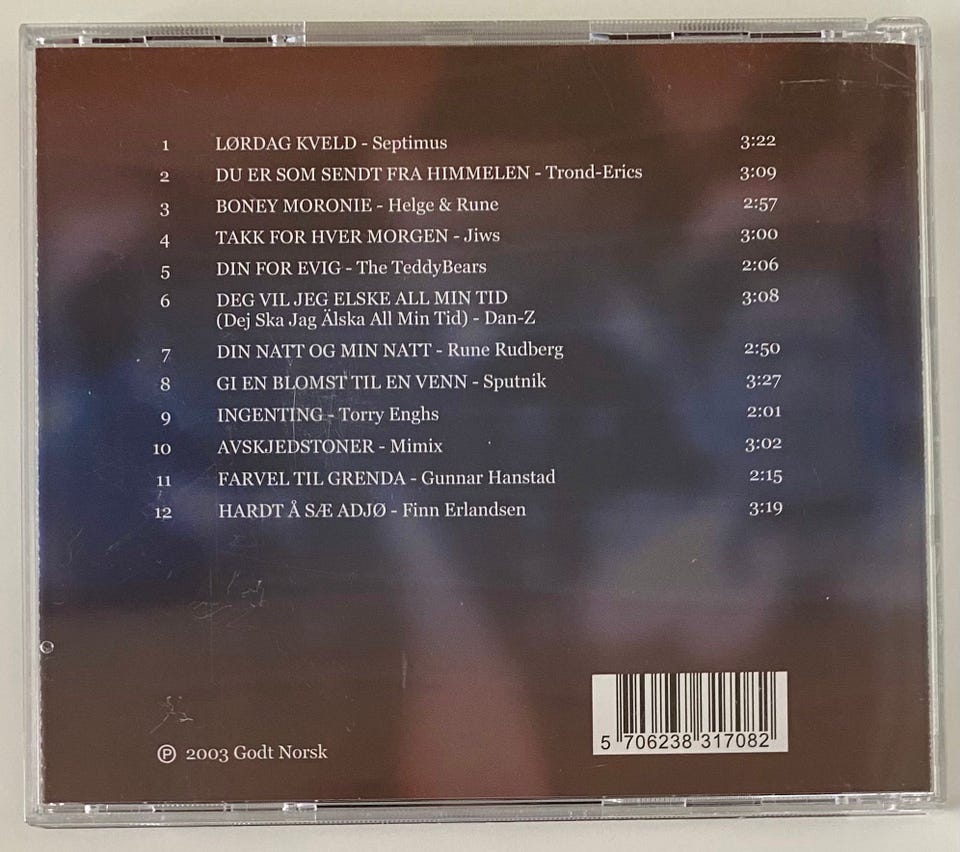 1 LØRDAG KVELD - Septimus 3:22
2 DU ER SOM SENDT FRA HIMMELEN - Trond-Erics 3:09
3 BONEY MORONIE - Helge & Rune 2:57
4 TAKK FOR HVER MORGEN - Jiws 3:00
5 DIN FOR EVIG - The TeddyBears 2:06
6 DEG VIL JEG ELSKE ALL MIN TID 3:08
(Dej Ska Jag Älska All Min Tid) - Dan-Z
7 DIN NATT OG MIN NATT - Rune Rudberg 2:50
8 GI EN BLOMST TIL EN VENN - Sputnik 3:27
9 INGENTING - Torry Enghs 2:01
10 AVSKJEDSTONER - Mimix 3:02
11 FARVEL TIL GRENDA - Gunnar Hanstad 2:15
12 HARDT Å SÆ ADJØ - Finn Erlandsen 3:19
℗ 2003 Godt Norsk
5 706238 317082